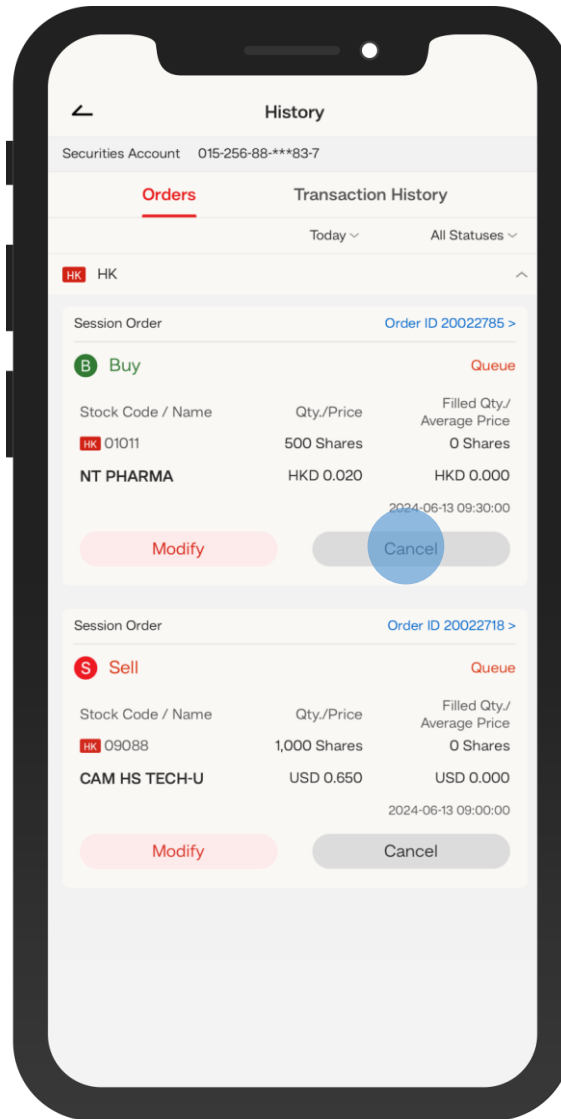 History
Securities Account 015-256-88-***83-7
Orders Transaction History
Today All Statuses
HK HK
Session Order Order ID 20022785 >
B Buy Queue
Stock Code / Name Qty./Price Filled Qty./
Average Price
HK 01011 500 Shares 0 Shares
NT PHARMA HKD 0.020 HKD 0.000
2024-06-13 09:30:00
Modify Cancel
Session Order Order ID 20022718 >
S Sell Queue
Stock Code / Name Qty./Price Filled Qty./
Average Price
HK 09088 1,000 Shares 0 Shares
CAM HS TECH-U USD 0.650 USD 0.000
2024-06-13 09:00:00
Modify Cancel